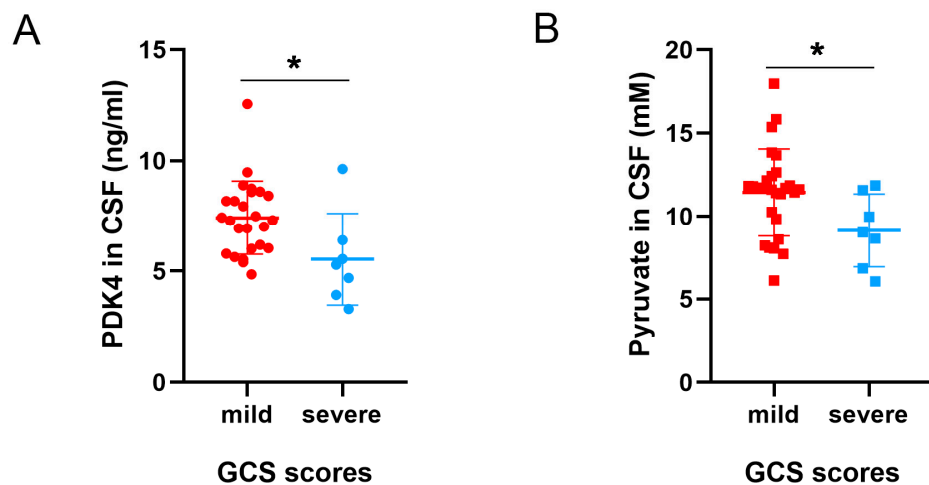 A
PDK4 in CSF (ng/ml)
15
10
5
0
*
mild severe
GCS scores
B
Pyruvate in CSF (mM)
20
15
10
5
0
*
mild severe
GCS scores